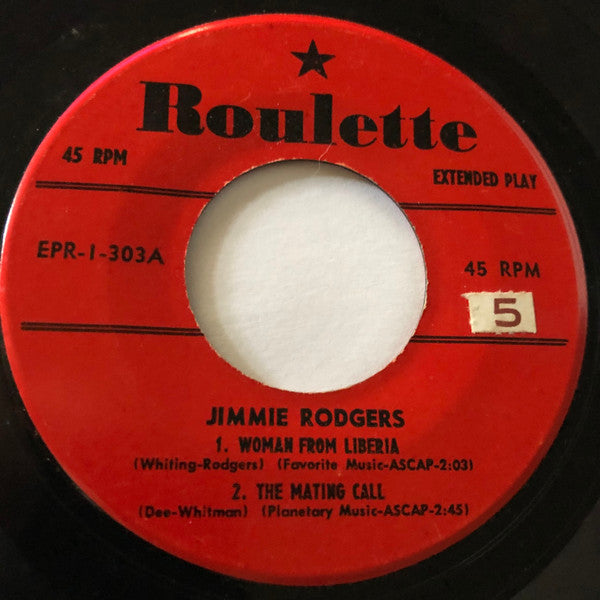 ★
Roulette
45 RPM
EXTENDED PLAY
EPR-1-303A
45 RPM
5
JIMMIE RODGERS
1. WOMAN FROM LIBERIA
(Whiting-Rodgers) (Favorite Music-ASCAP-2:03)
2. THE MATING CALL
(Dee-Whitman) (Planetary Music-ASCAP-2:45)